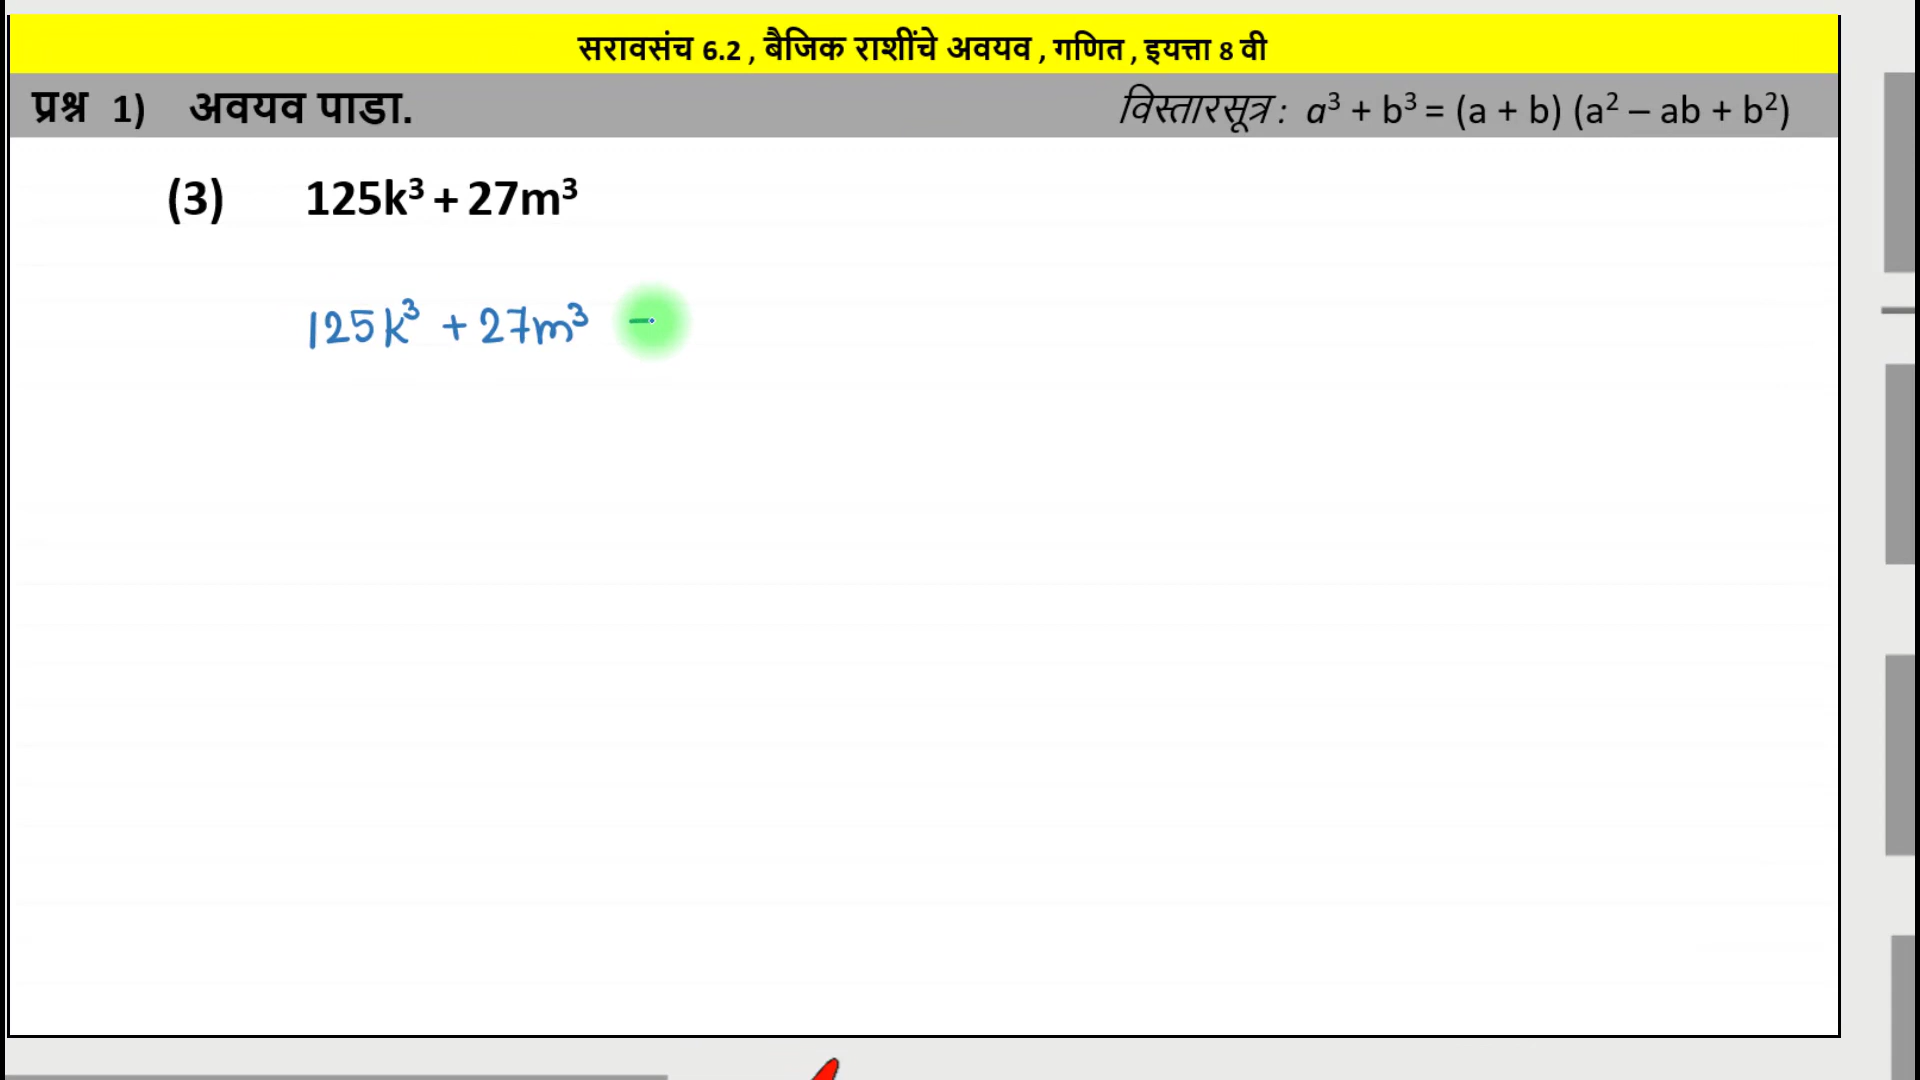 सरावसंच 6.2 , बैजिक राशींचे अवयव , गणित , इयत्ता 8 वी
प्रश्न 1) अवयव पाडा. विस्तारसूत्र : a³ + b³ = (a + b) (a² – ab + b²)
(3) 125k³ + 27m³
125k³ + 27m³ –